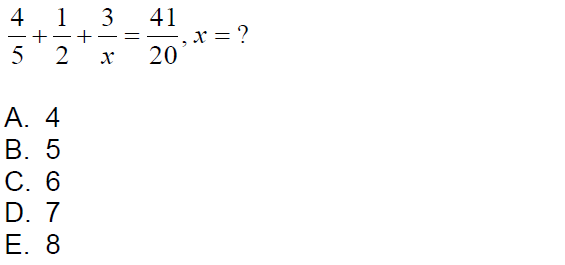 4/5 + 1/2 + 3/x = 41/20, x = ?
A. 4
B. 5
C. 6
D. 7
E. 8